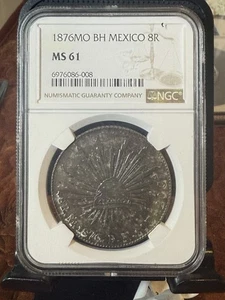 1876MO BH MEXICO 8R
MS 61
6976086-008
NUMISMATIC GUARANTY COMPANY
NGC